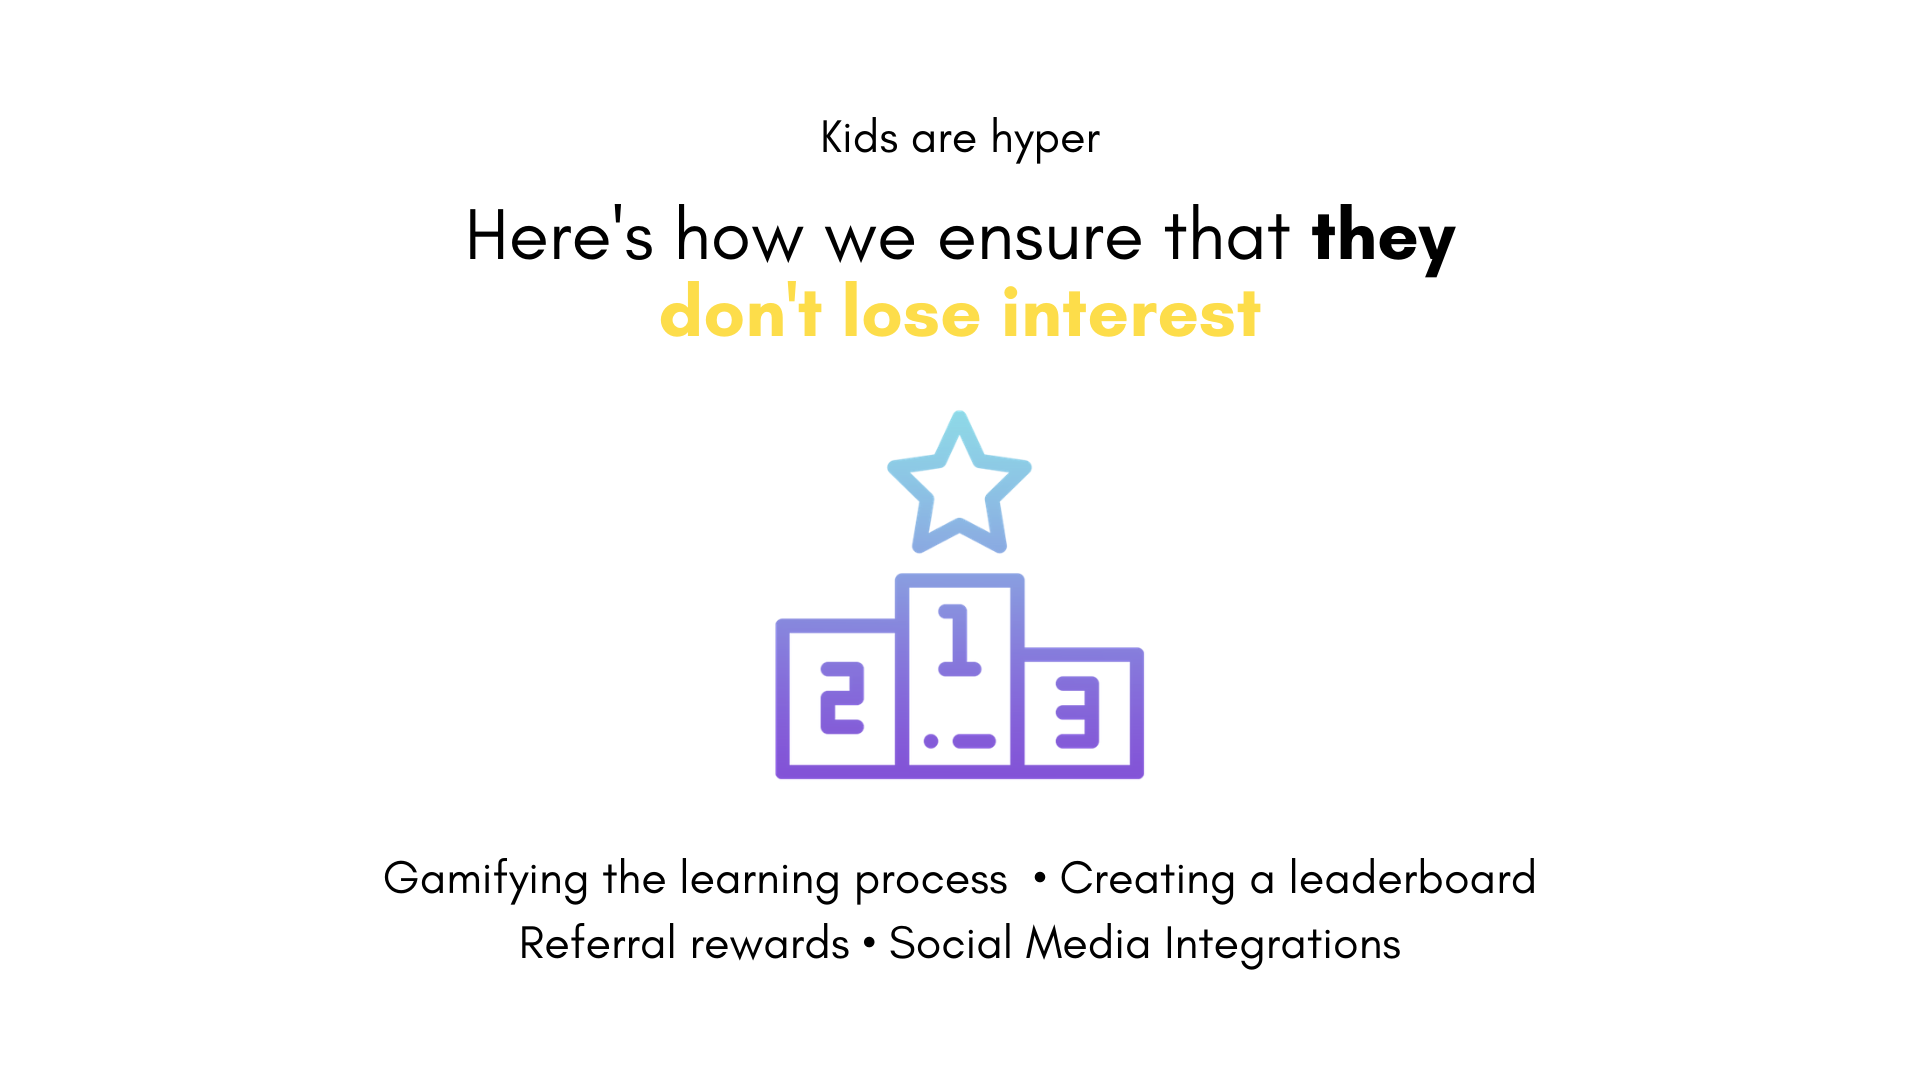 Kids are hyper
Here's how we ensure that they
don't lose interest
1
2
3
Gamifying the learning process • Creating a leaderboard
Referral rewards • Social Media Integrations